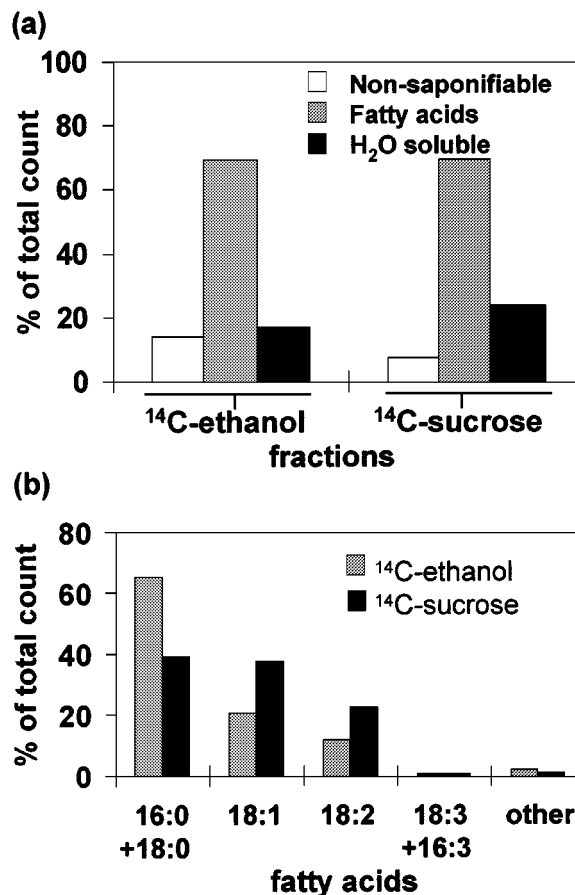 (a)
100
80
60
40
20
0
% of total count
Non-saponifiable
Fatty acids
H₂O soluble
¹⁴C-ethanol ¹⁴C-sucrose
fractions
(b)
80
60
40
20
0
% of total count
¹⁴C-ethanol
¹⁴C-sucrose
16:0 18:1 18:2 18:3 other
+18:0 +16:3
fatty acids